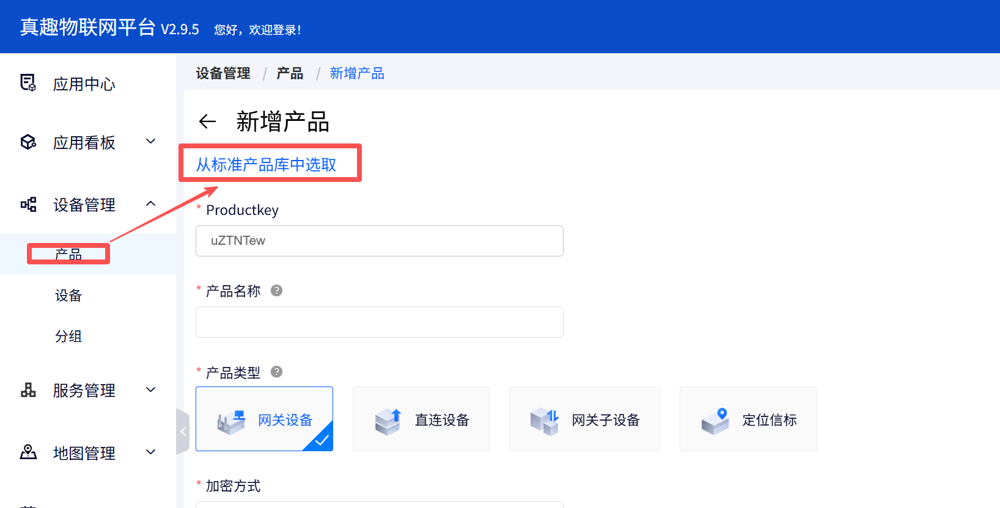 真趣物联网平台 V2.9.5 您好，欢迎登录！
应用中心
应用看板
设备管理
产品
设备
分组
服务管理
地图管理
设备管理 / 产品 / 新增产品
新增产品
从标准产品库中选取
* Productkey
uZTNTew
* 产品名称 ?
* 产品类型 ?
网关设备 直连设备 网关子设备 定位信标
* 加密方式